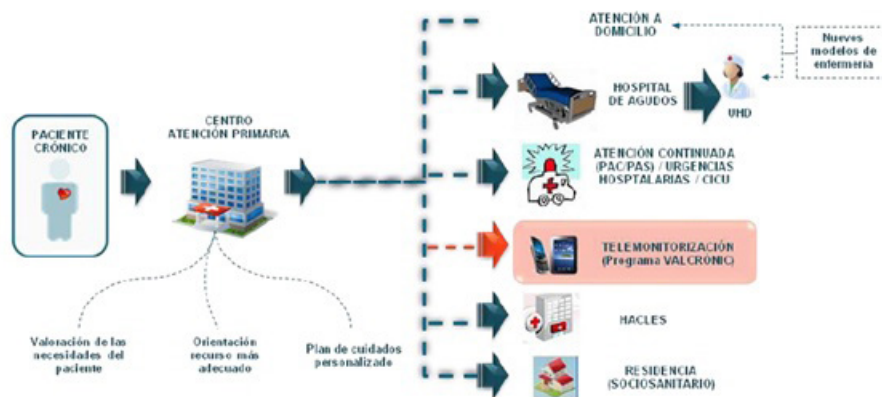 ATENCIÓN A
DOMICILIO
Nuevos
modelos de
enfermería
HOSPITAL
DE AGUDOS
UHD
CENTRO
ATENCIÓN PRIMARIA
PACIENTE
CRÓNICO
ATENCIÓN CONTINUADA
(PAC/PAS) / URGENCIAS
HOSPITALARIAS / CICU
TELEMONITORIZACIÓN
(Programa VALCRÒNIC)
Valoración de las
necesidades del
paciente
Orientación
recurso más
adecuado
Plan de cuidados
personalizado
HACLES
RESIDENCIA
(SOCIOSANITARIO)